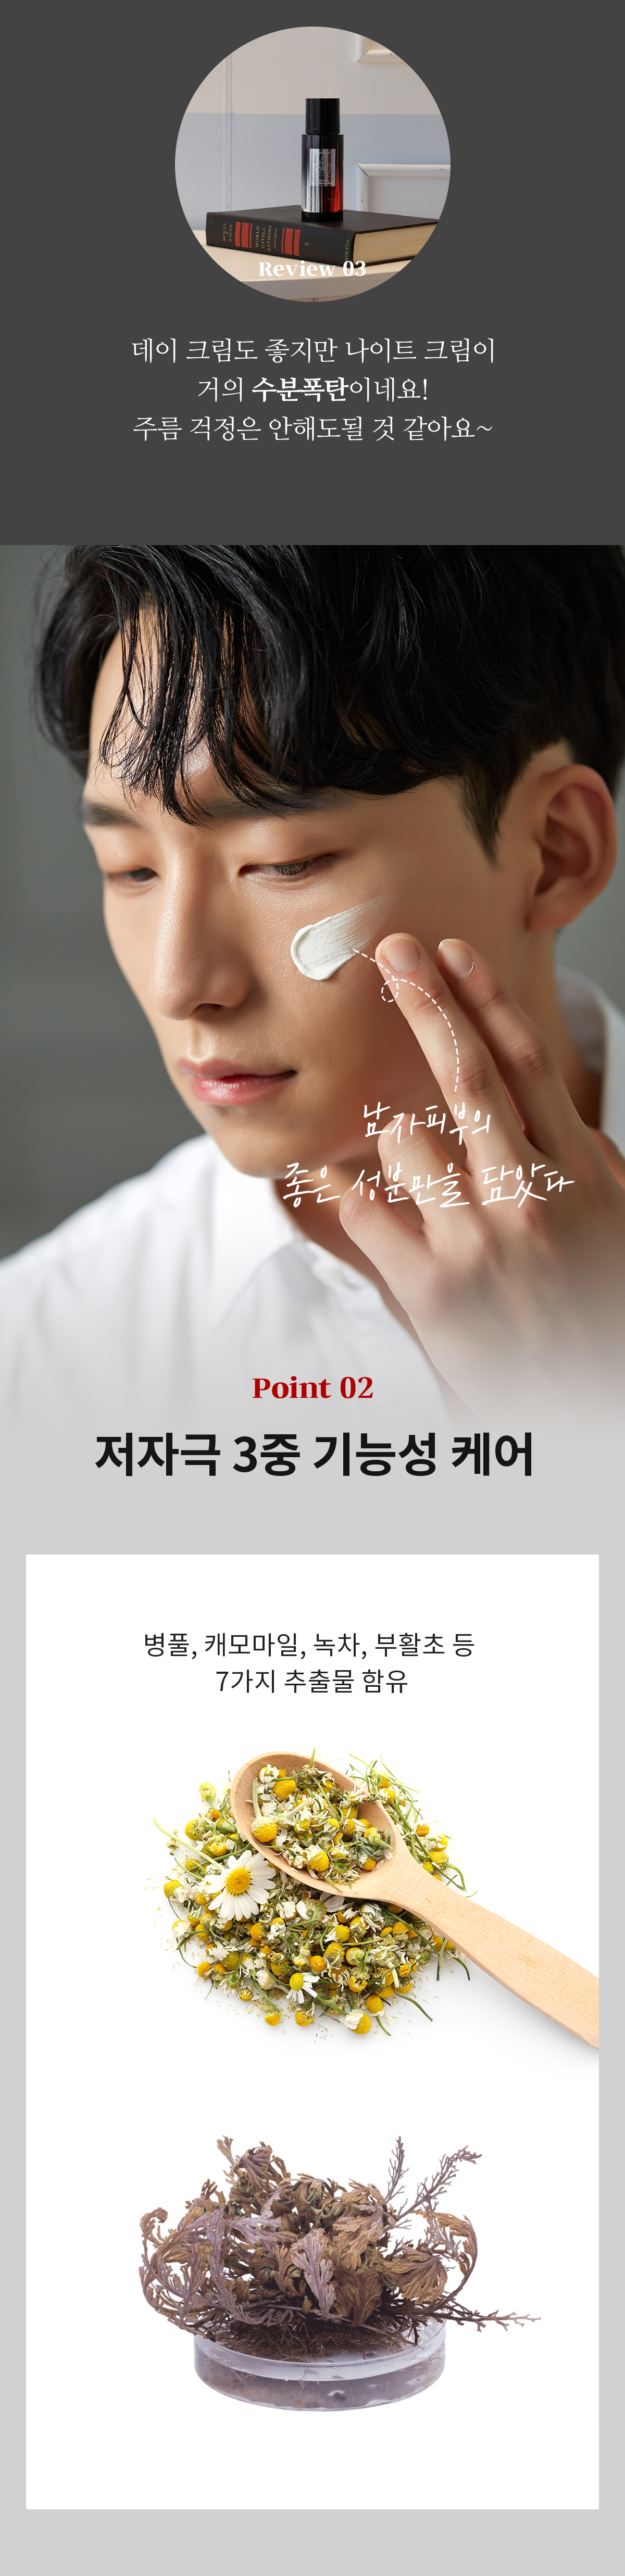 Review 03
데이 크림도 좋지만 나이트 크림이
거의 수분폭탄이네요!
주름 걱정은 안해도될 것 같아요~
남자피부의
좋은 성분만을 담았다
Point 02
저자극 3중 기능성 케어
병풀, 캐모마일, 녹차, 부활초 등
7가지 추출물 함유